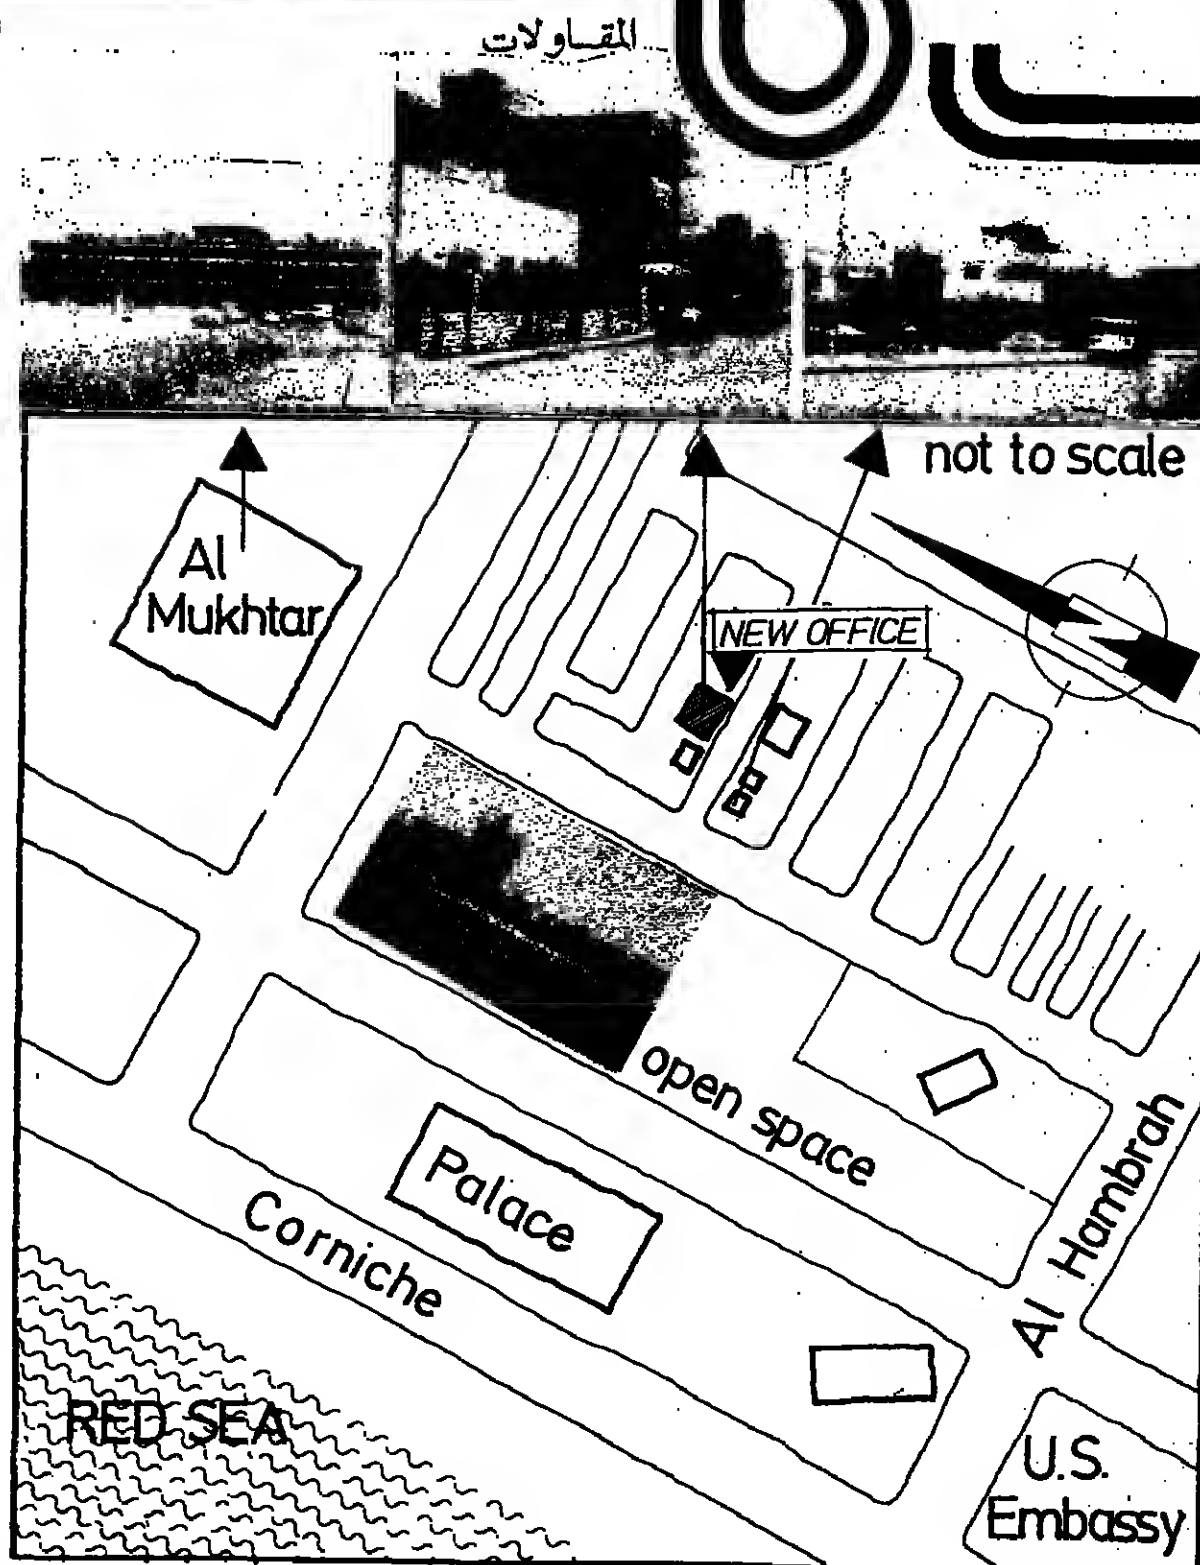 المقاولات
not to scale
Al
Mukhtar
NEW OFFICE
open space
Palace
Corniche
Al Hambrah
RED SEA
U.S.
Embassy